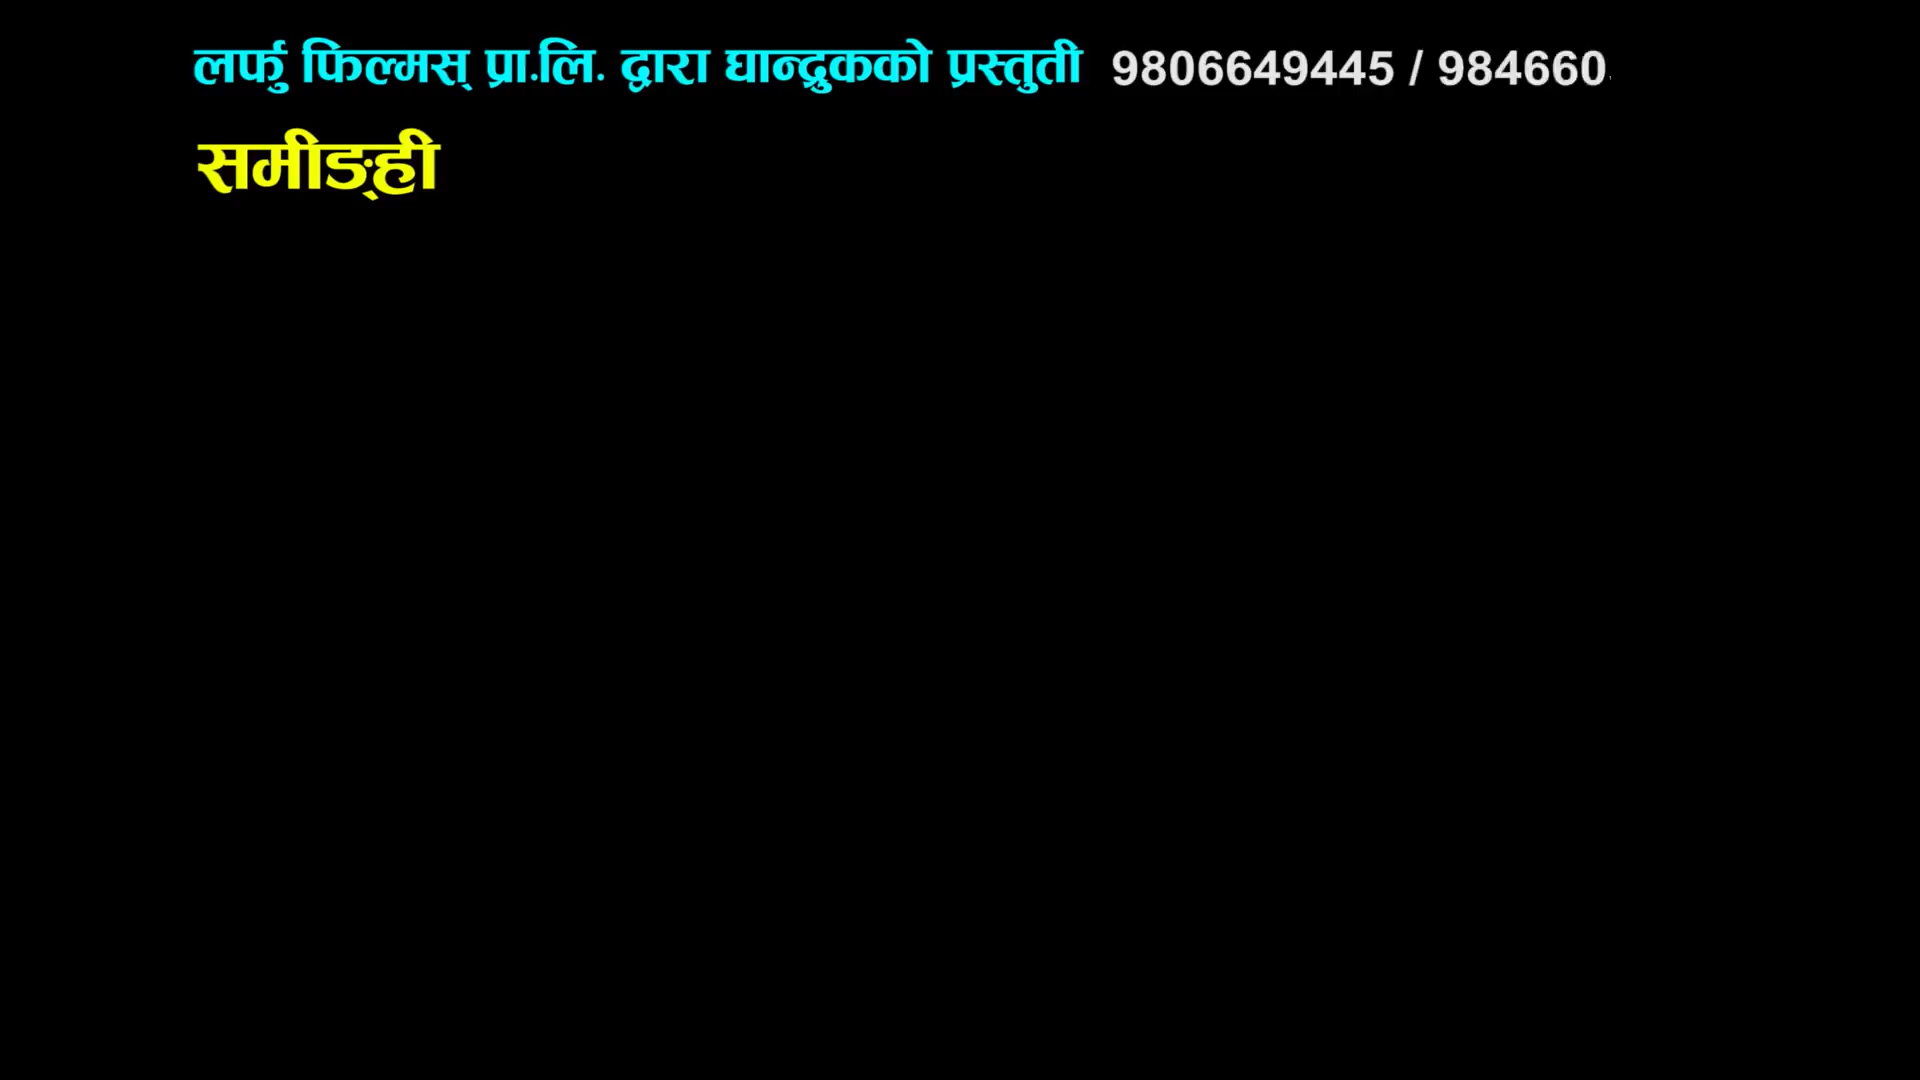 लर्फु फिल्मस् प्रा.लि. द्वारा घान्द्रुकको प्रस्तुती 9806649445 / 984660
समीङ्ही